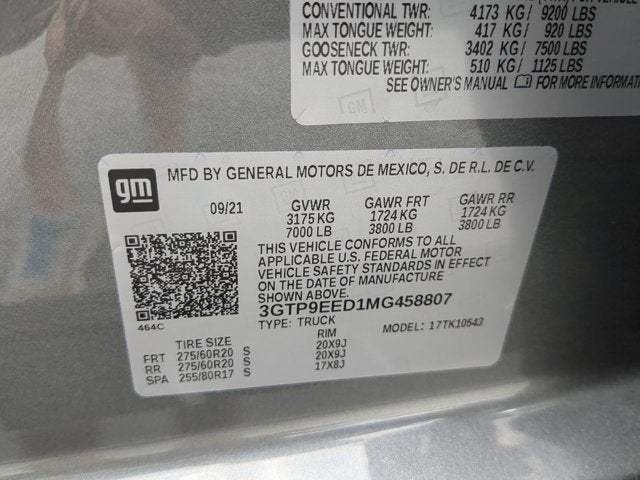 CONVENTIONAL TWR: 4173 KG / 9200 LBS
MAX TONGUE WEIGHT: 417 KG / 920 LBS
GOOSENECK TWR: 3402 KG / 7500 LBS
MAX TONGUE WEIGHT: 510 KG / 1125 LBS
SEE OWNER'S MANUAL FOR MORE INFORMATI
GM
gm
MFD BY GENERAL MOTORS DE MEXICO, S. DE R.L. DE C.V.
09/21 GVWR GAWR FRT GAWR RR
3175 KG 1724 KG 1724 KG
7000 LB 3800 LB 3800 LB
THIS VEHICLE CONFORMS TO ALL
APPLICABLE U.S. FEDERAL MOTOR
VEHICLE SAFETY STANDARDS IN EFFECT
ON THE DATE OF MANUFACTURE
SHOWN ABOVE.
3GTP9EED1MG458807
464C TYPE: TRUCK MODEL: 17TK10543
TIRE SIZE RIM
FRT 275/60R20 S 20X9J
RR 275/60R20 S 20X9J
SPA 255/80R17 S 17X8J